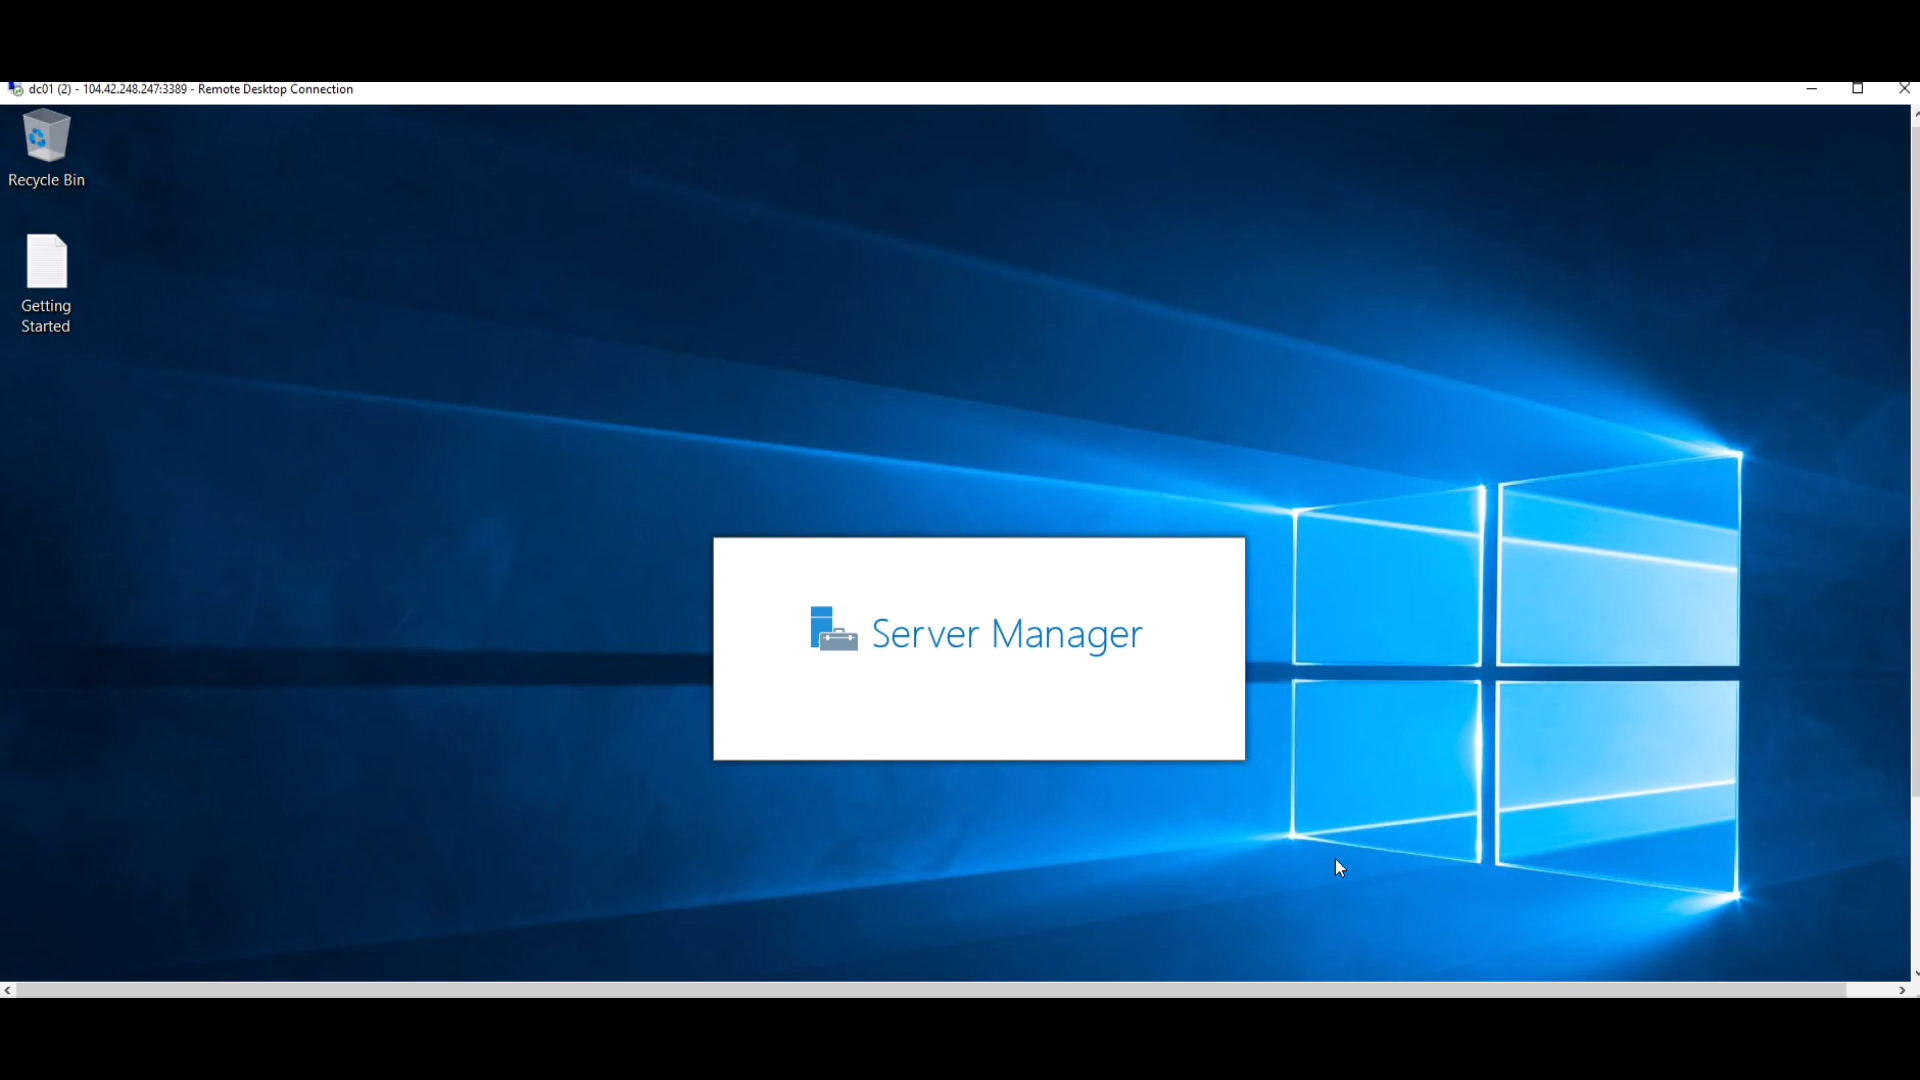 dc01 (2) - 104.42.248.247:3389 - Remote Desktop Connection
Recycle Bin
Getting
Started
Server Manager